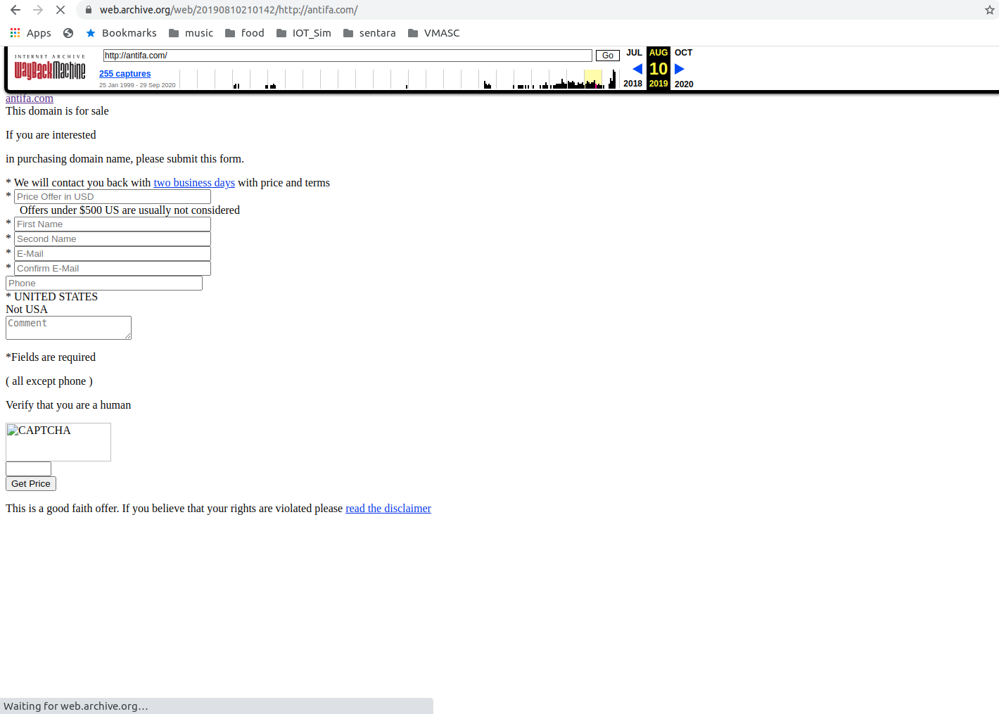 web.archive.org/web/20190810210142/http://antifa.com/
Apps Bookmarks music food IOT_Sim sentara VMASC
INTERNET ARCHIVE
WayBackMachine
http://antifa.com/ Go
255 captures
25 Jan 1999 - 29 Sep 2020
JUL AUG OCT
10
2018 2019 2020
antifa.com
This domain is for sale
If you are interested
in purchasing domain name, please submit this form.
* We will contact you back with two business days with price and terms
* Price Offer in USD
Offers under $500 US are usually not considered
* First Name
* Second Name
* E-Mail
* Confirm E-Mail
Phone
* UNITED STATES
Not USA
Comment
*Fields are required
( all except phone )
Verify that you are a human
CAPTCHA
Get Price
This is a good faith offer. If you believe that your rights are violated please read the disclaimer
Waiting for web.archive.org...